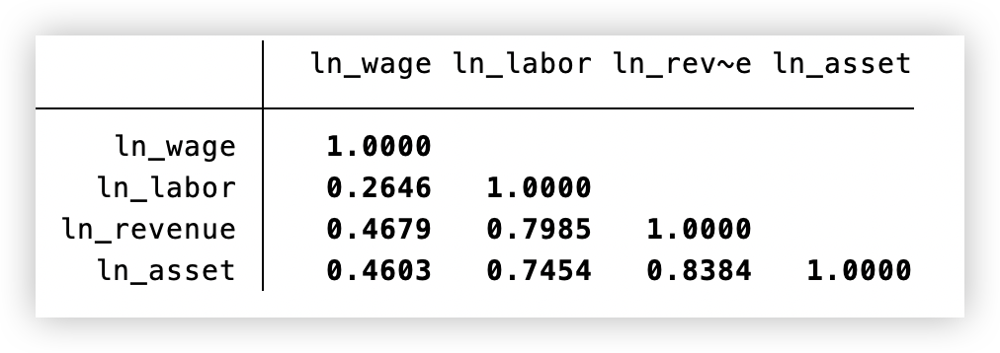 ln_wage ln_labor ln_rev~e ln_asset
ln_wage 1.0000
ln_labor 0.2646 1.0000
ln_revenue 0.4679 0.7985 1.0000
ln_asset 0.4603 0.7454 0.8384 1.0000